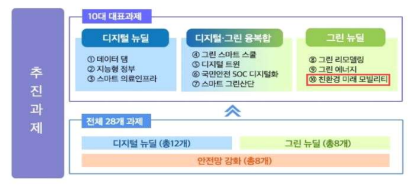 추진과제
10대 대표과제
디지털 뉴딜
① 데이터 댐
② 지능형 정부
③ 스마트 의료인프라
디지털·그린 융복합
④ 그린 스마트 스쿨
⑤ 디지털 트윈
⑥ 국민안전 SOC 디지털화
⑦ 스마트 그린산단
그린 뉴딜
⑧ 그린 리모델링
⑨ 그린 에너지
⑩ 친환경 미래 모빌리티
전체 28개 과제
디지털 뉴딜 (총12개)
그린 뉴딜 (총8개)
안전망 강화 (총8개)